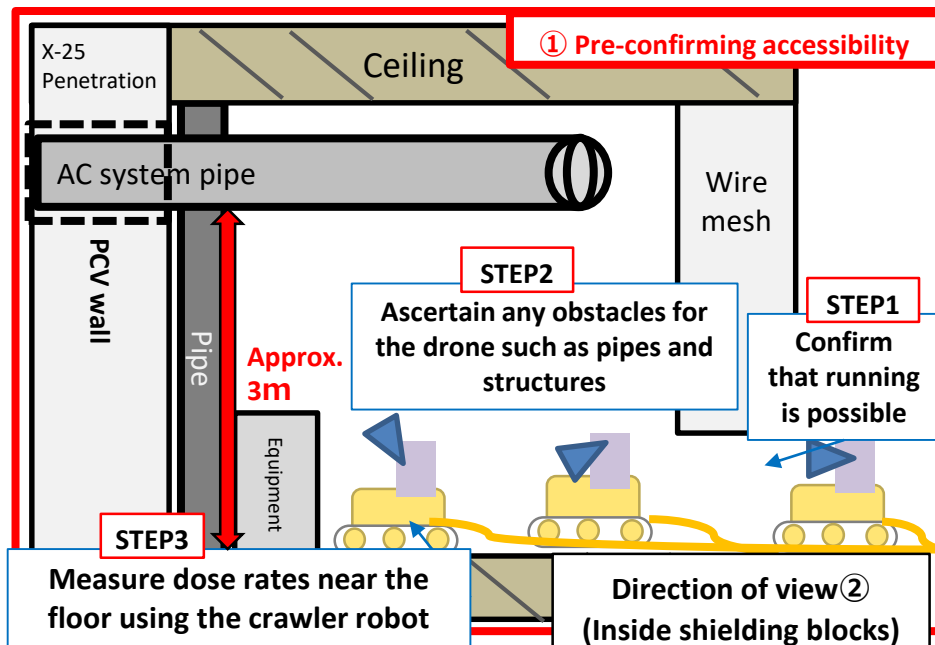 ① Pre-confirming accessibility
X-25
Penetration
Ceiling
AC system pipe
Wire
mesh
PCV wall
Pipe
Approx.
3m
Equipment
STEP2
Ascertain any obstacles for
the drone such as pipes and
structures
STEP1
Confirm
that running
is possible
STEP3
Measure dose rates near the
floor using the crawler robot
Direction of view②
(Inside shielding blocks)